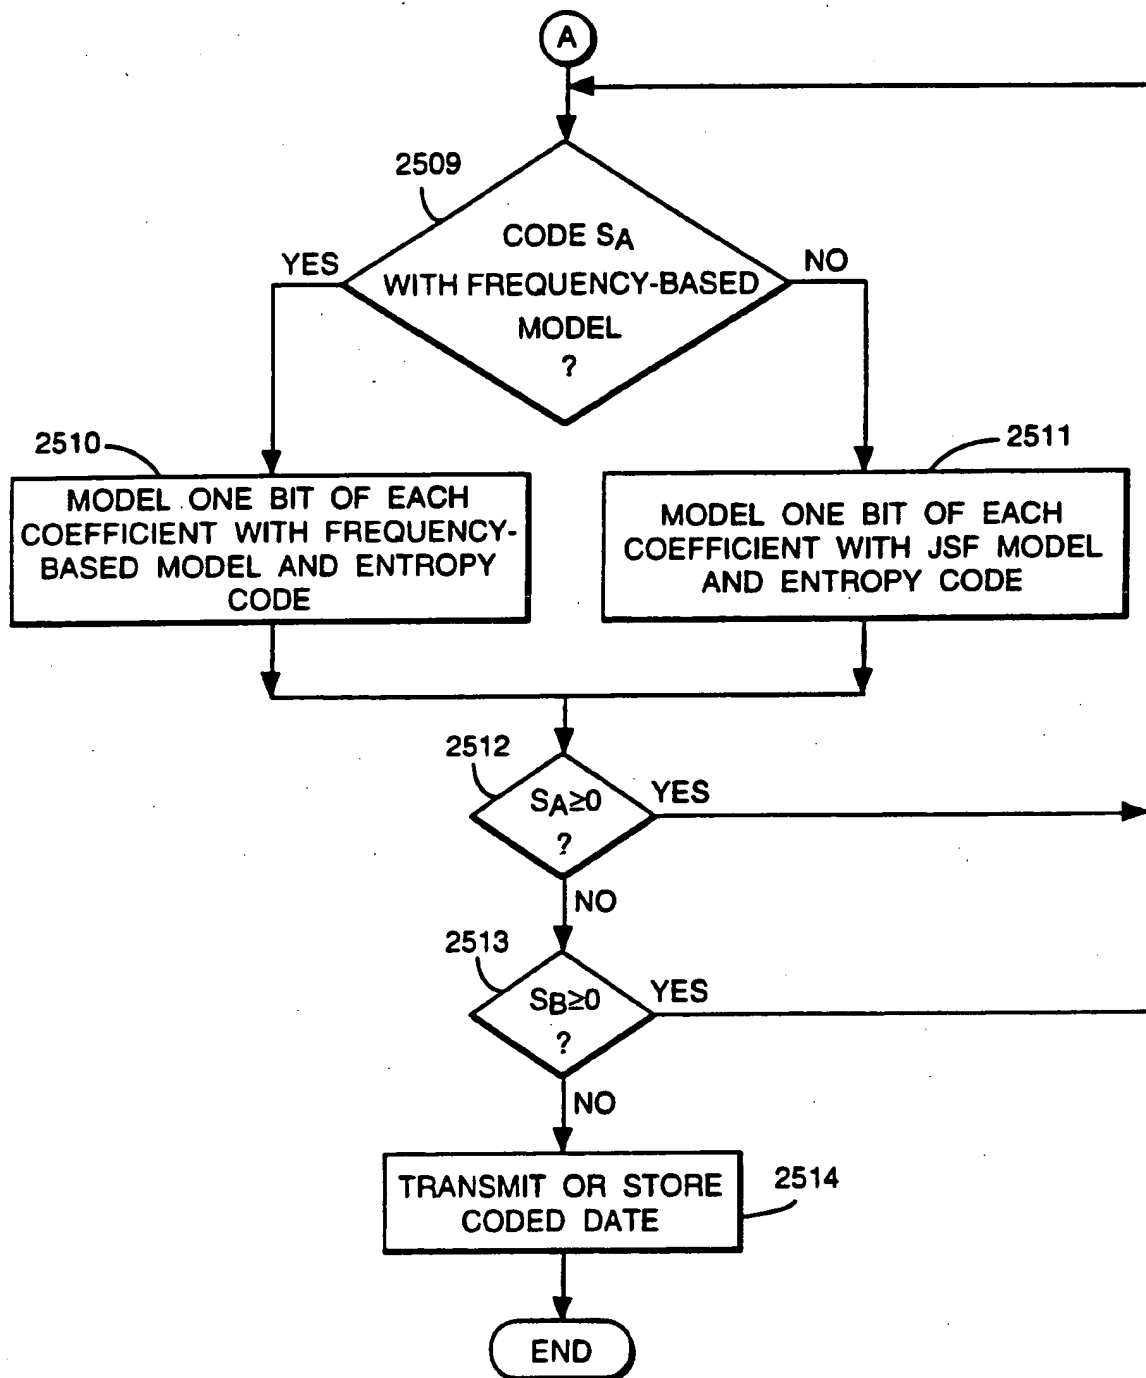 A
2509
CODE SA
YES
NO
WITH FREQUENCY-BASED
MODEL
?
2510
2511
MODEL ONE BIT OF EACH
COEFFICIENT WITH FREQUENCY-
BASED MODEL AND ENTROPY
CODE
MODEL ONE BIT OF EACH
COEFFICIENT WITH JSF MODEL
AND ENTROPY CODE
2512
SA≥0
?
YES
NO
2513
SB≥0
?
YES
NO
TRANSMIT OR STORE
CODED DATE
2514
END